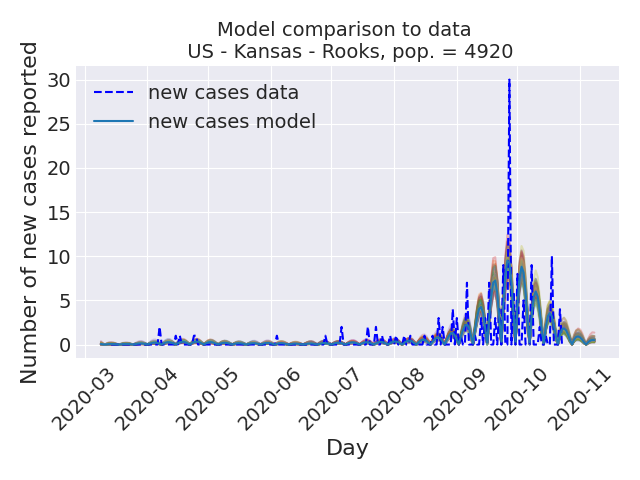 Model comparison to data
US - Kansas - Rooks, pop. = 4920
Number of new cases reported
30
25
20
15
10
5
0
new cases data
new cases model
2020-03
2020-04
2020-05
2020-06
2020-07
2020-08
2020-09
2020-10
2020-11
Day